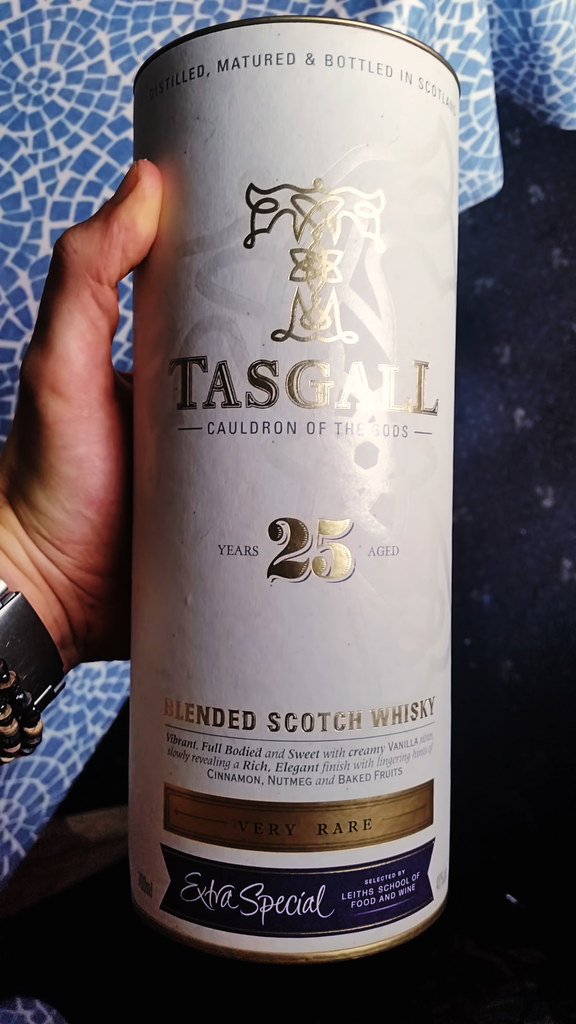 DISTILLED, MATURED & BOTTLED IN SCOTLAND
TASGALL
CAULDRON OF THE GODS
YEARS 25 AGED
BLENDED SCOTCH WHISKY
Vibrant, Full Bodied and Sweet with creamy VANILLA notes
slowly revealing a Rich, Elegant finish with lingering hints of
CINNAMON, NUTMEG and BAKED FRUITS
VERY RARE
Extra Special
SELECTED BY
LEITHS SCHOOL OF
FOOD AND WINE
700ml